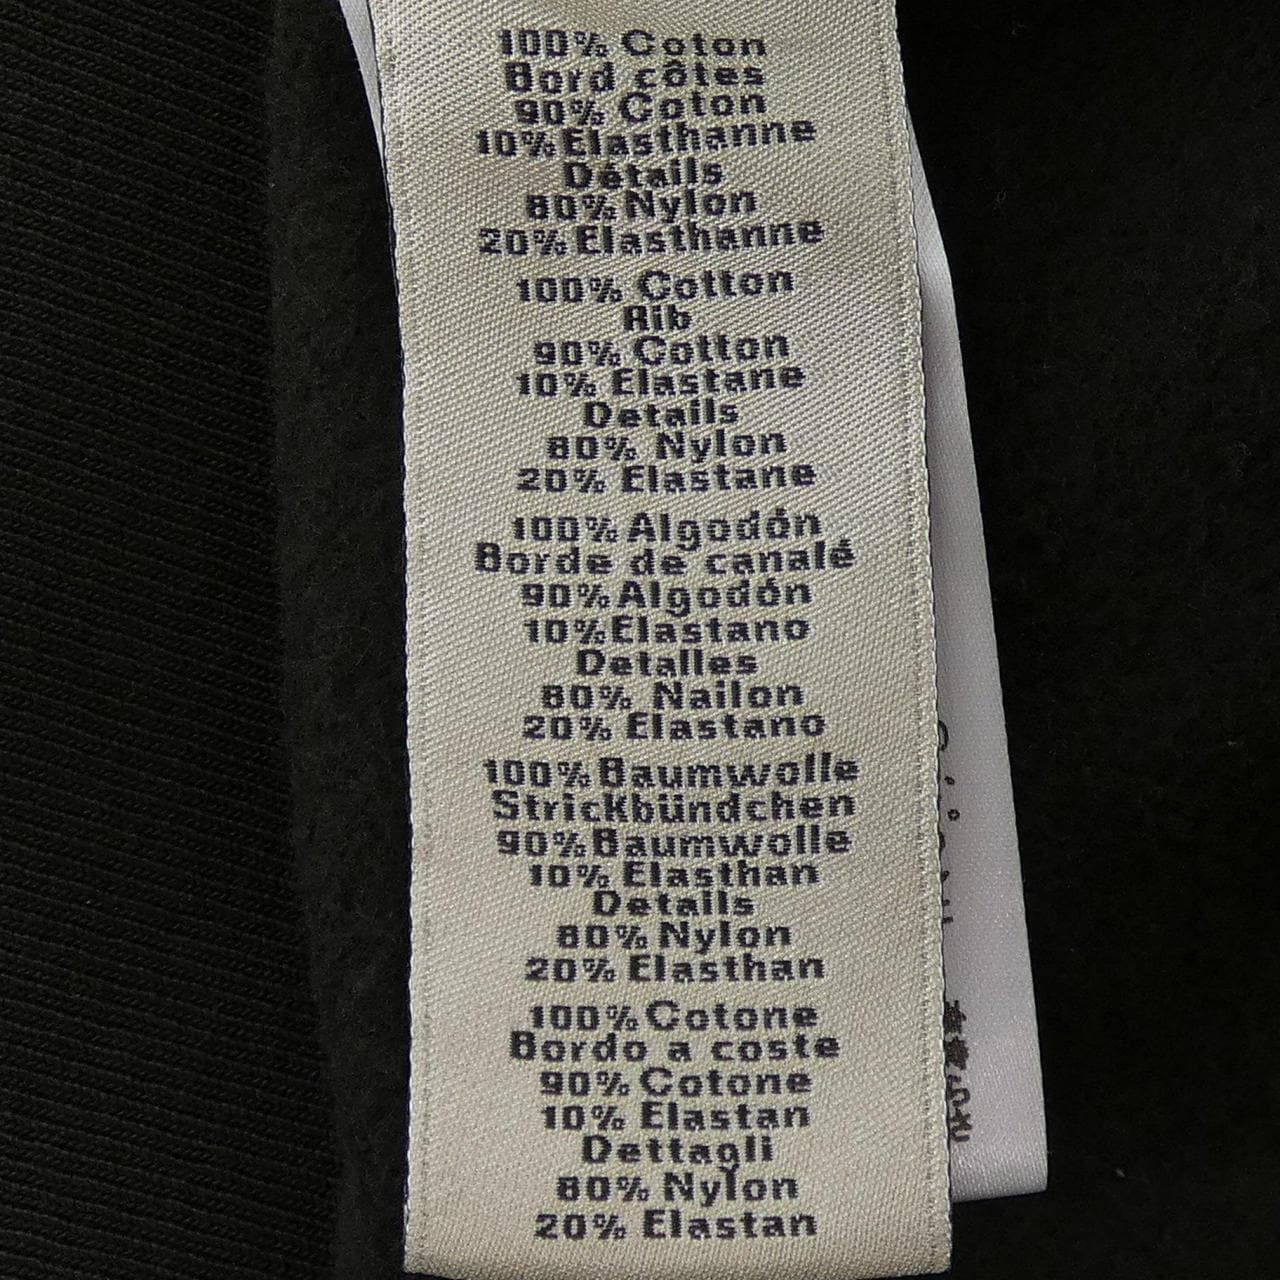 100% Coton
Bord côtes
90% Coton
10% Elasthanne
Détails
80% Nylon
20% Elasthanne
100% Cotton
Rib
90% Cotton
10% Elastane
Details
80% Nylon
20% Elastane
100% Algodón
Borde de canalé
90% Algodón
10% Elastano
Detalles
80% Nailon
20% Elastano
100% Baumwolle
Strickbündchen
90% Baumwolle
10% Elasthan
Details
80% Nylon
20% Elasthan
100% Cotone
Bordo a coste
90% Cotone
10% Elastan
Dettagli
80% Nylon
20% Elastan